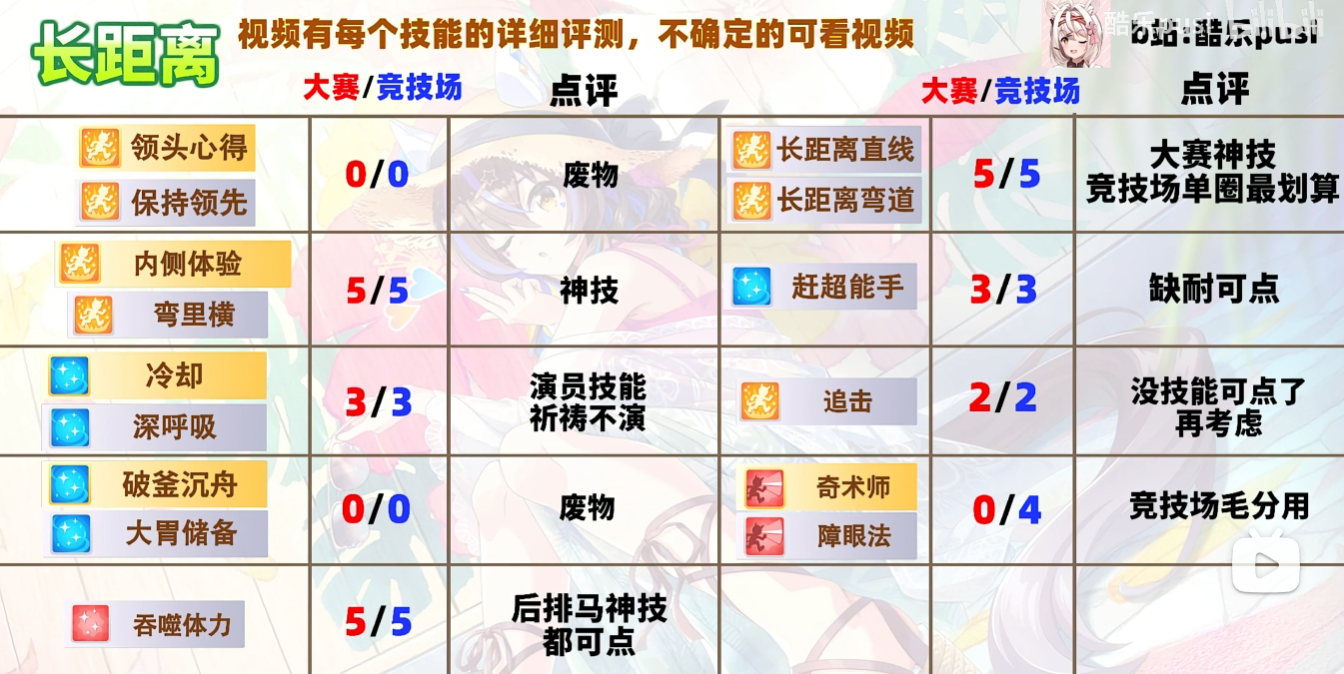 长距离
视频有每个技能的详细评测，不确定的可看视频
b站:酷乐pusi
大赛/竞技场
点评
大赛/竞技场
点评
领头心得
保持领先
0/0
废物
长距离直线
长距离弯道
5/5
大赛神技
竞技场单圈最划算
内侧体验
弯里横
5/5
神技
赶超能手
3/3
缺耐可点
冷却
深呼吸
3/3
演员技能
祈祷不演
追击
2/2
没技能可点了
再考虑
破釜沉舟
大胃储备
0/0
废物
奇术师
障眼法
0/4
竞技场毛分用
吞噬体力
5/5
后排马神技
都可点